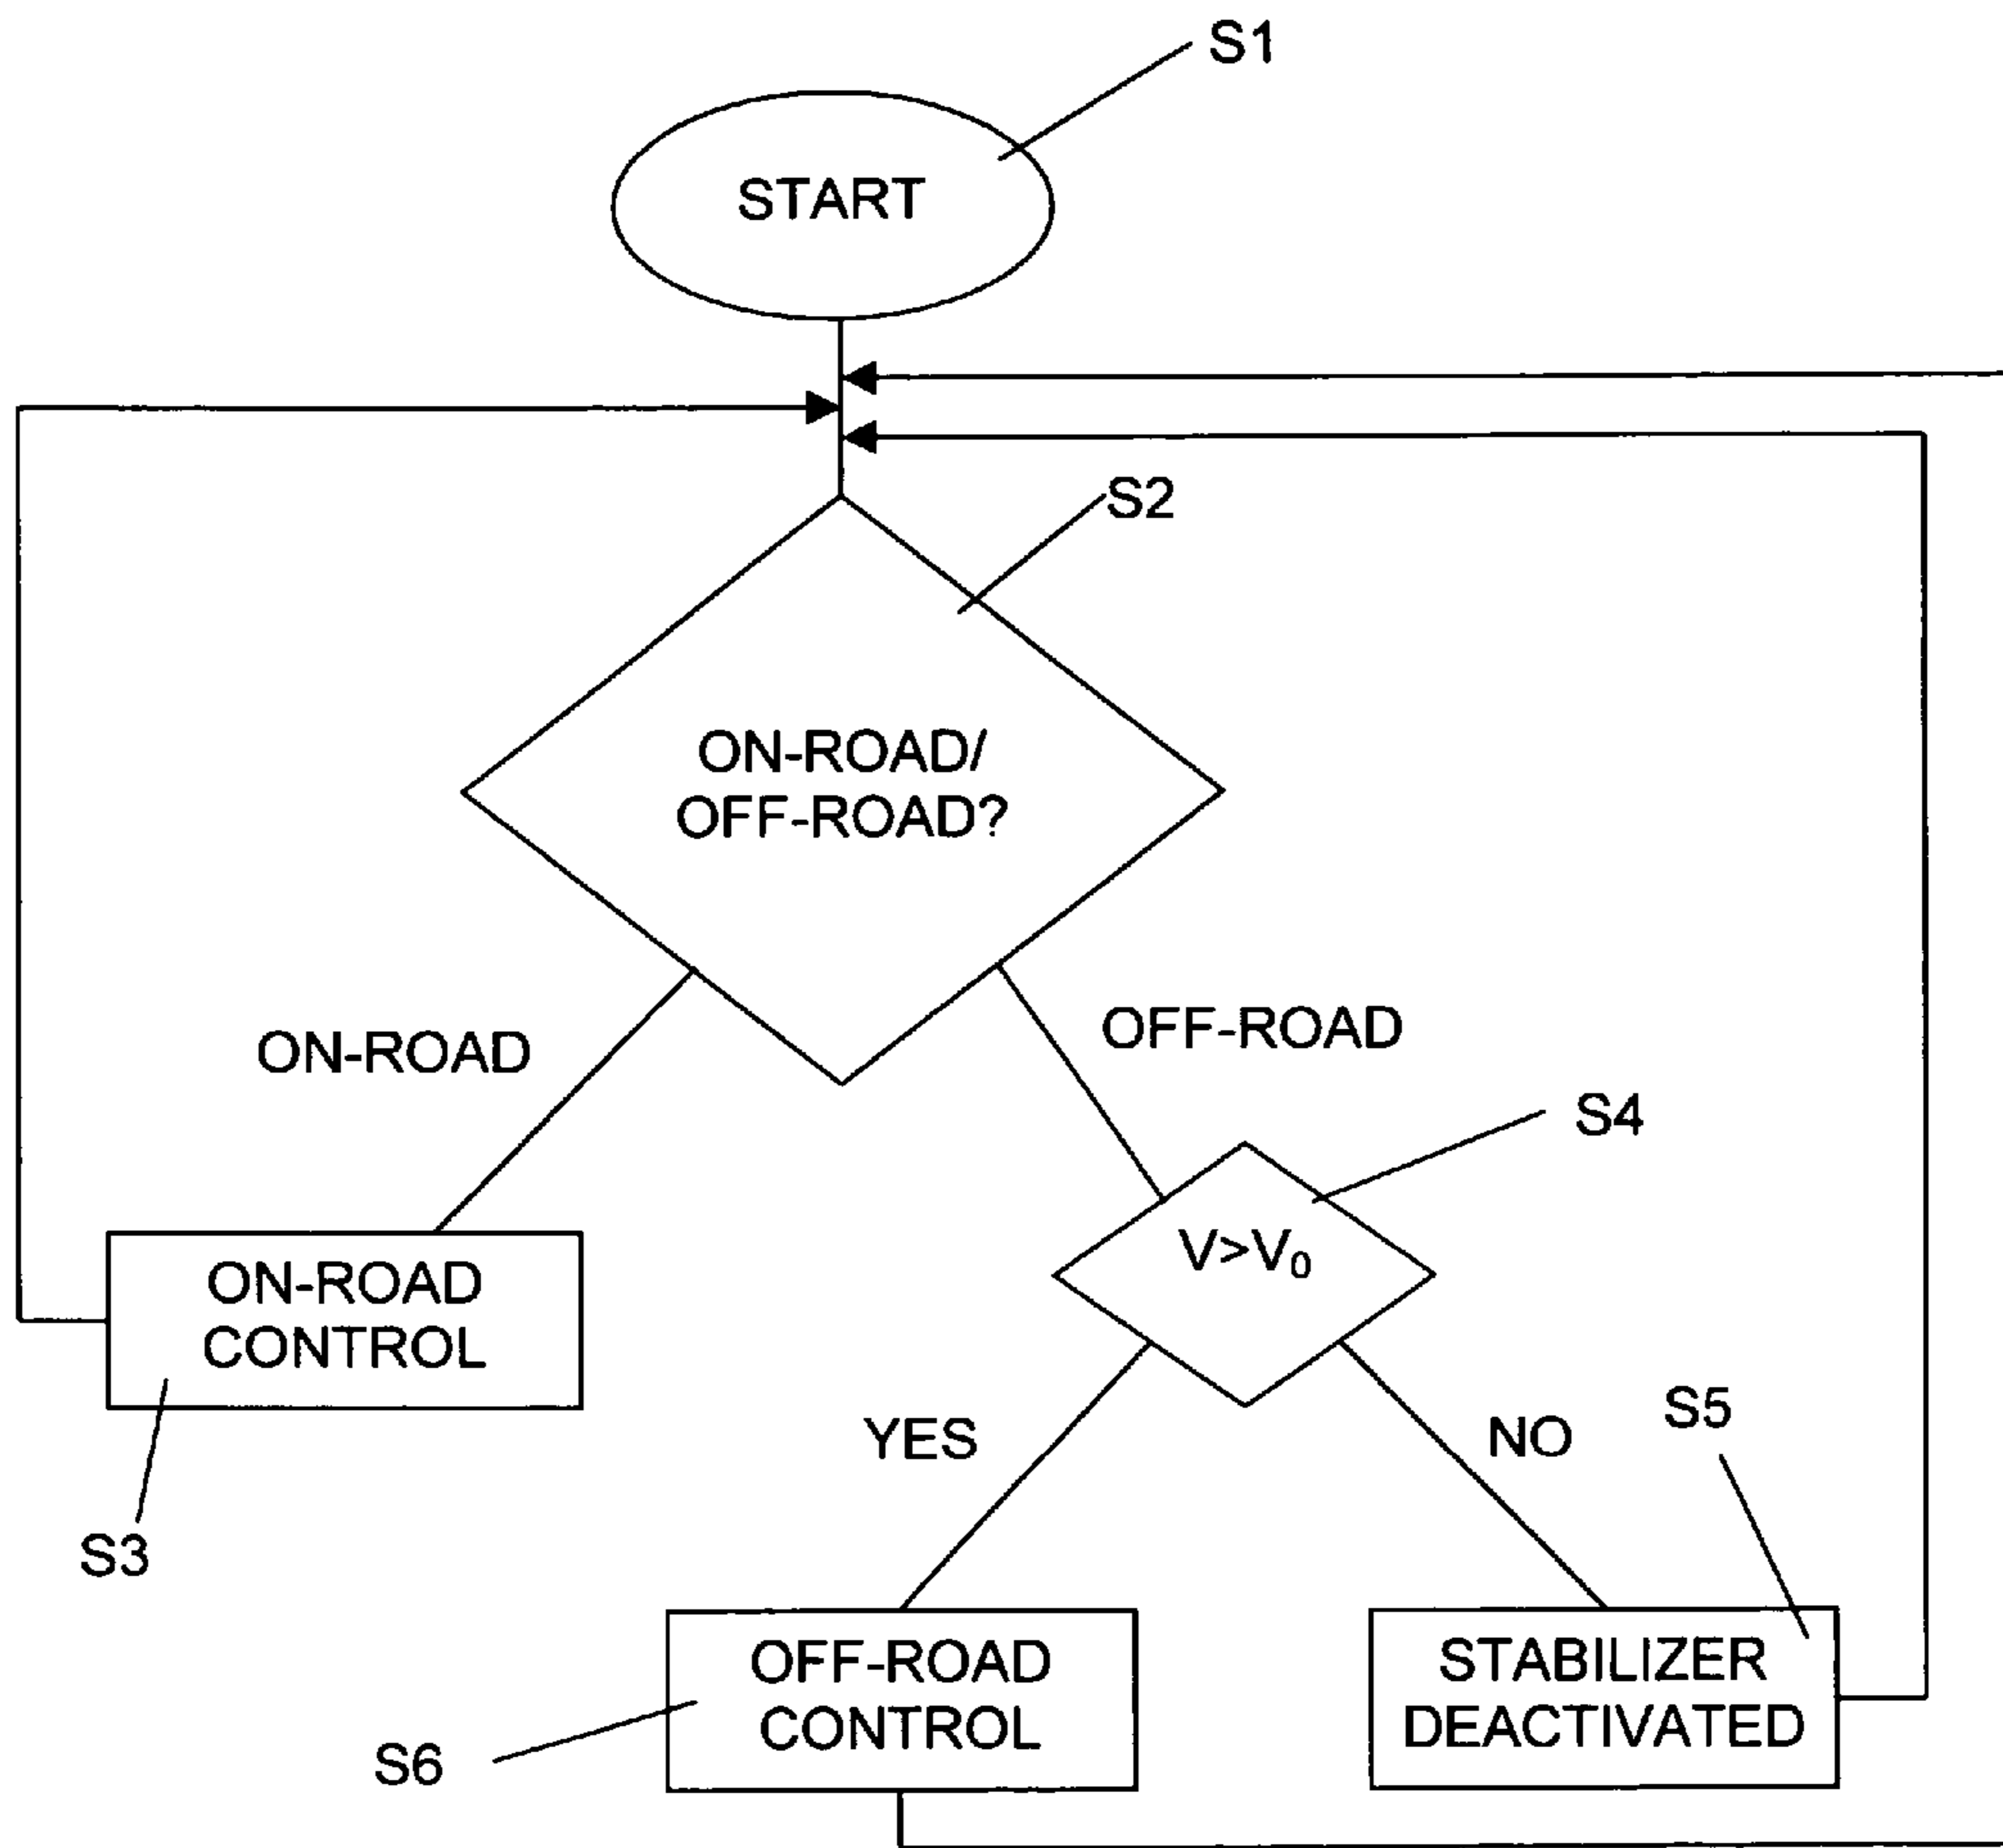 S1
START
S2
ON-ROAD/
OFF-ROAD?
ON-ROAD
OFF-ROAD
S4
V>V₀
ON-ROAD
CONTROL
YES
NO
S5
S3
OFF-ROAD
CONTROL
STABILIZER
DEACTIVATED
S6